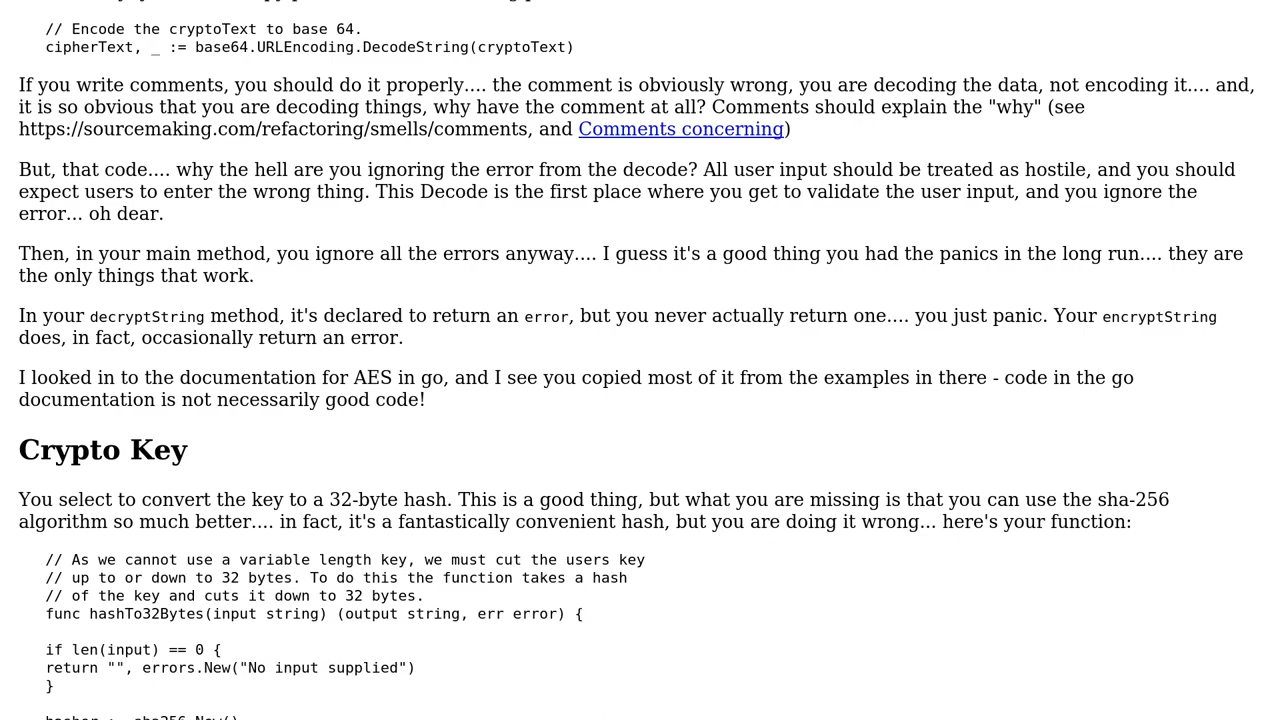 // Encode the cryptoText to base 64.
cipherText, _ := base64.URLEncoding.DecodeString(cryptoText)
If you write comments, you should do it properly.... the comment is obviously wrong, you are decoding the data, not encoding it.... and,
it is so obvious that you are decoding things, why have the comment at all? Comments should explain the "why" (see
https://sourcemaking.com/refactoring/smells/comments, and Comments concerning)
But, that code.... why the hell are you ignoring the error from the decode? All user input should be treated as hostile, and you should
expect users to enter the wrong thing. This Decode is the first place where you get to validate the user input, and you ignore the
error... oh dear.
Then, in your main method, you ignore all the errors anyway.... I guess it's a good thing you had the panics in the long run.... they are
the only things that work.
In your decryptString method, it's declared to return an error, but you never actually return one.... you just panic. Your encryptString
does, in fact, occasionally return an error.
I looked in to the documentation for AES in go, and I see you copied most of it from the examples in there - code in the go
documentation is not necessarily good code!
Crypto Key
You select to convert the key to a 32-byte hash. This is a good thing, but what you are missing is that you can use the sha-256
algorithm so much better.... in fact, it's a fantastically convenient hash, but you are doing it wrong... here's your function:
// As we cannot use a variable length key, we must cut the users key
// up to or down to 32 bytes. To do this the function takes a hash
// of the key and cuts it down to 32 bytes.
func hashTo32Bytes(input string) (output string, err error) {
if len(input) == 0 {
return "", errors.New("No input supplied")
}